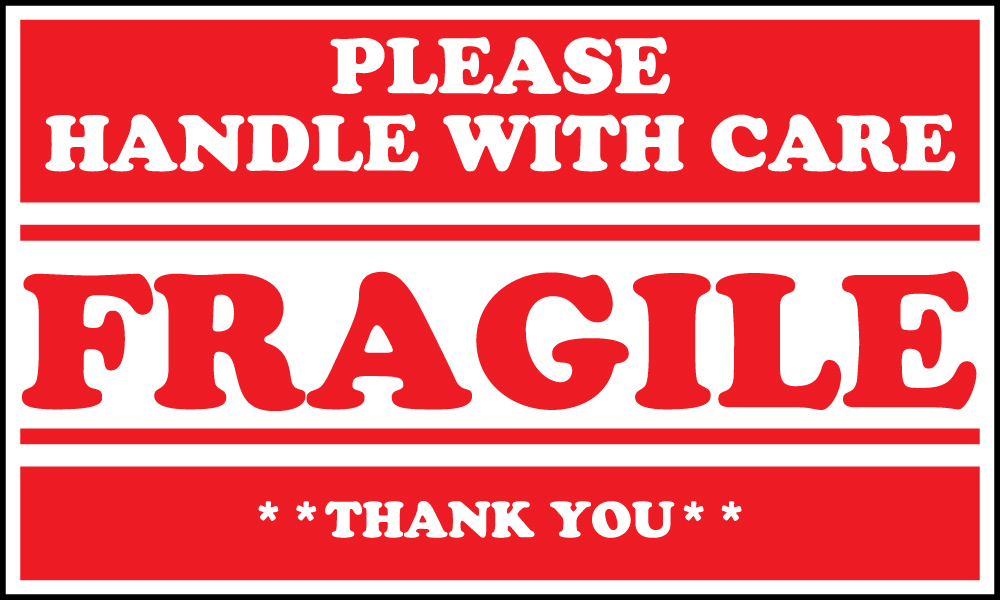 PLEASE
HANDLE WITH CARE
FRAGILE
* *THANK YOU* *